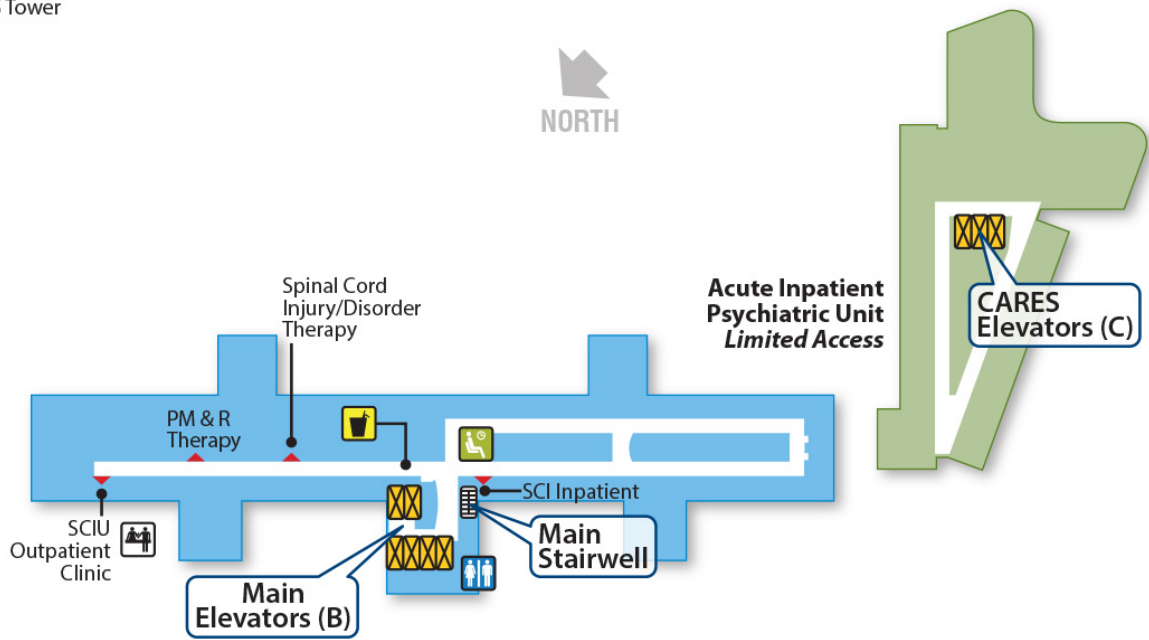 Tower
NORTH
Spinal Cord
Injury/Disorder
Therapy
Acute Inpatient
Psychiatric Unit
Limited Access
CARES
Elevators (C)
PM & R
Therapy
SCI Inpatient
SCIU
Outpatient
Clinic
Main
Stairwell
Main
Elevators (B)